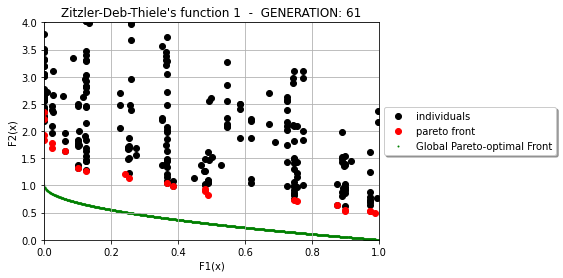 Zitzler-Deb-Thiele's function 1 - GENERATION: 61
4.0
3.5
3.0
2.5
2.0
1.5
1.0
0.5
0.0
F2(x)
0.0 0.2 0.4 0.6 0.8 1.0
F1(x)
individuals
pareto front
Global Pareto-optimal Front